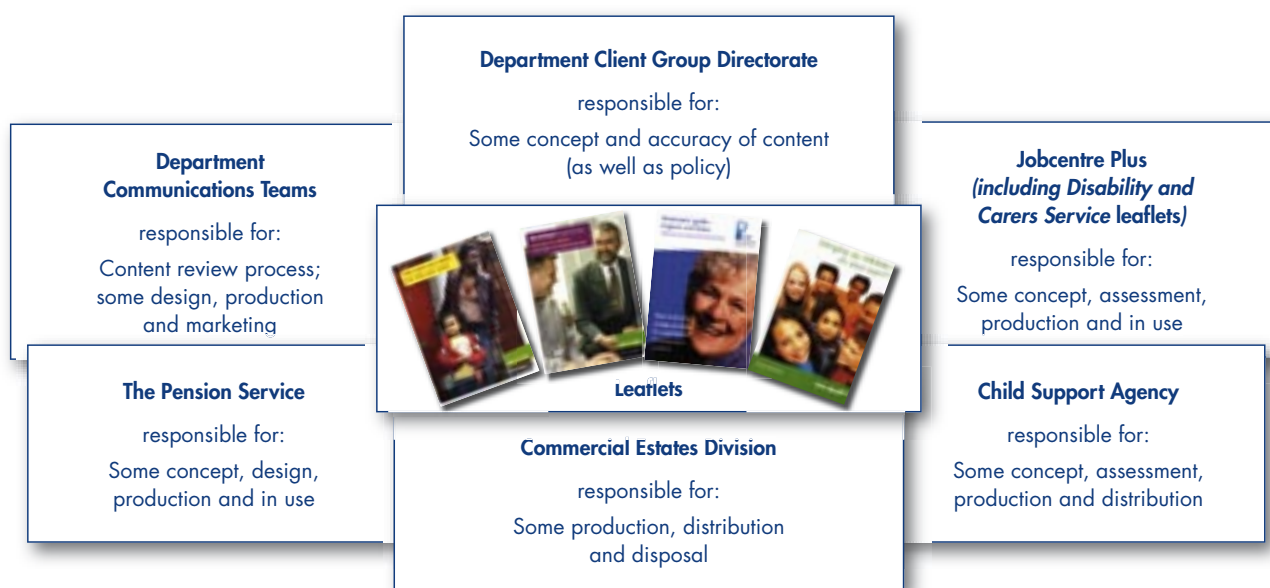 Department Client Group Directorate
responsible for:
Some concept and accuracy of content
(as well as policy)
Department
Communications Teams
responsible for:
Content review process;
some design, production
and marketing
Jobcentre Plus
(including Disability and
Carers Service leaflets)
responsible for:
Some concept, assessment,
production and in use
Leaflets
The Pension Service
responsible for:
Some concept, design,
production and in use
Commercial Estates Division
responsible for:
Some production, distribution
and disposal
Child Support Agency
responsible for:
Some concept, assessment,
production and distribution